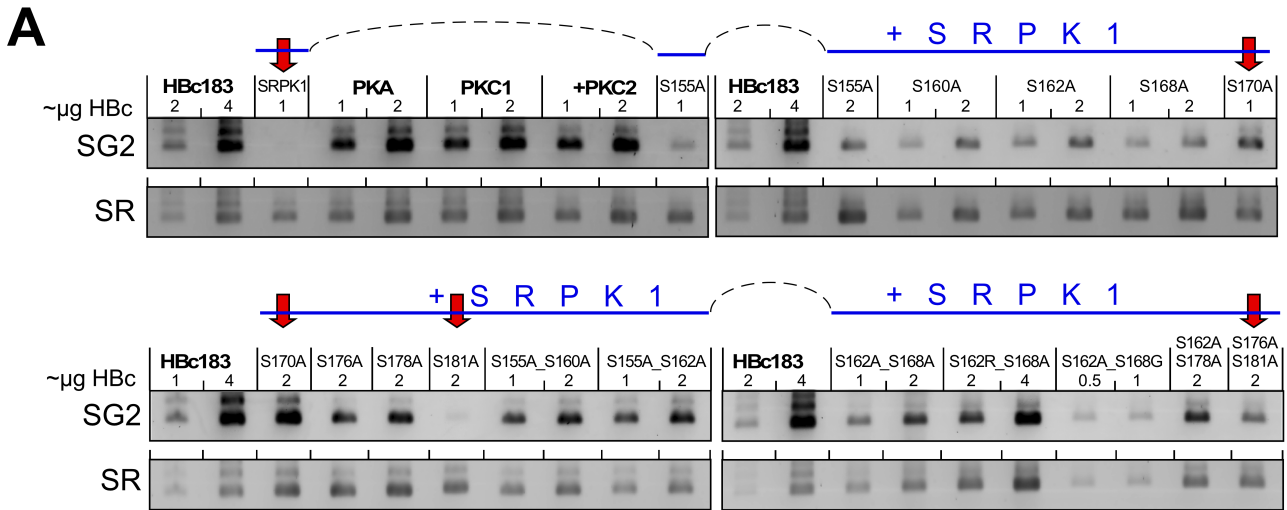 A
+ S R P K 1
HBc183 SRPK1 PKA PKC1 +PKC2 S155A HBc183 S155A S160A S162A S168A S170A
~µg HBc 2 4 1 1 2 1 2 1 2 1 2 4 2 1 2 1 2 1 2 1
SG2
SR
+ S R P K 1 + S R P K 1
S162A S176A
HBc183 S170A S176A S178A S181A S155A_S160A S155A_S162A HBc183 S162A_S168A S162R_S168A S162A_S168G S178A S181A
~µg HBc 1 4 2 2 2 2 1 2 1 2 2 4 1 2 2 4 0.5 1 2 2
SG2
SR